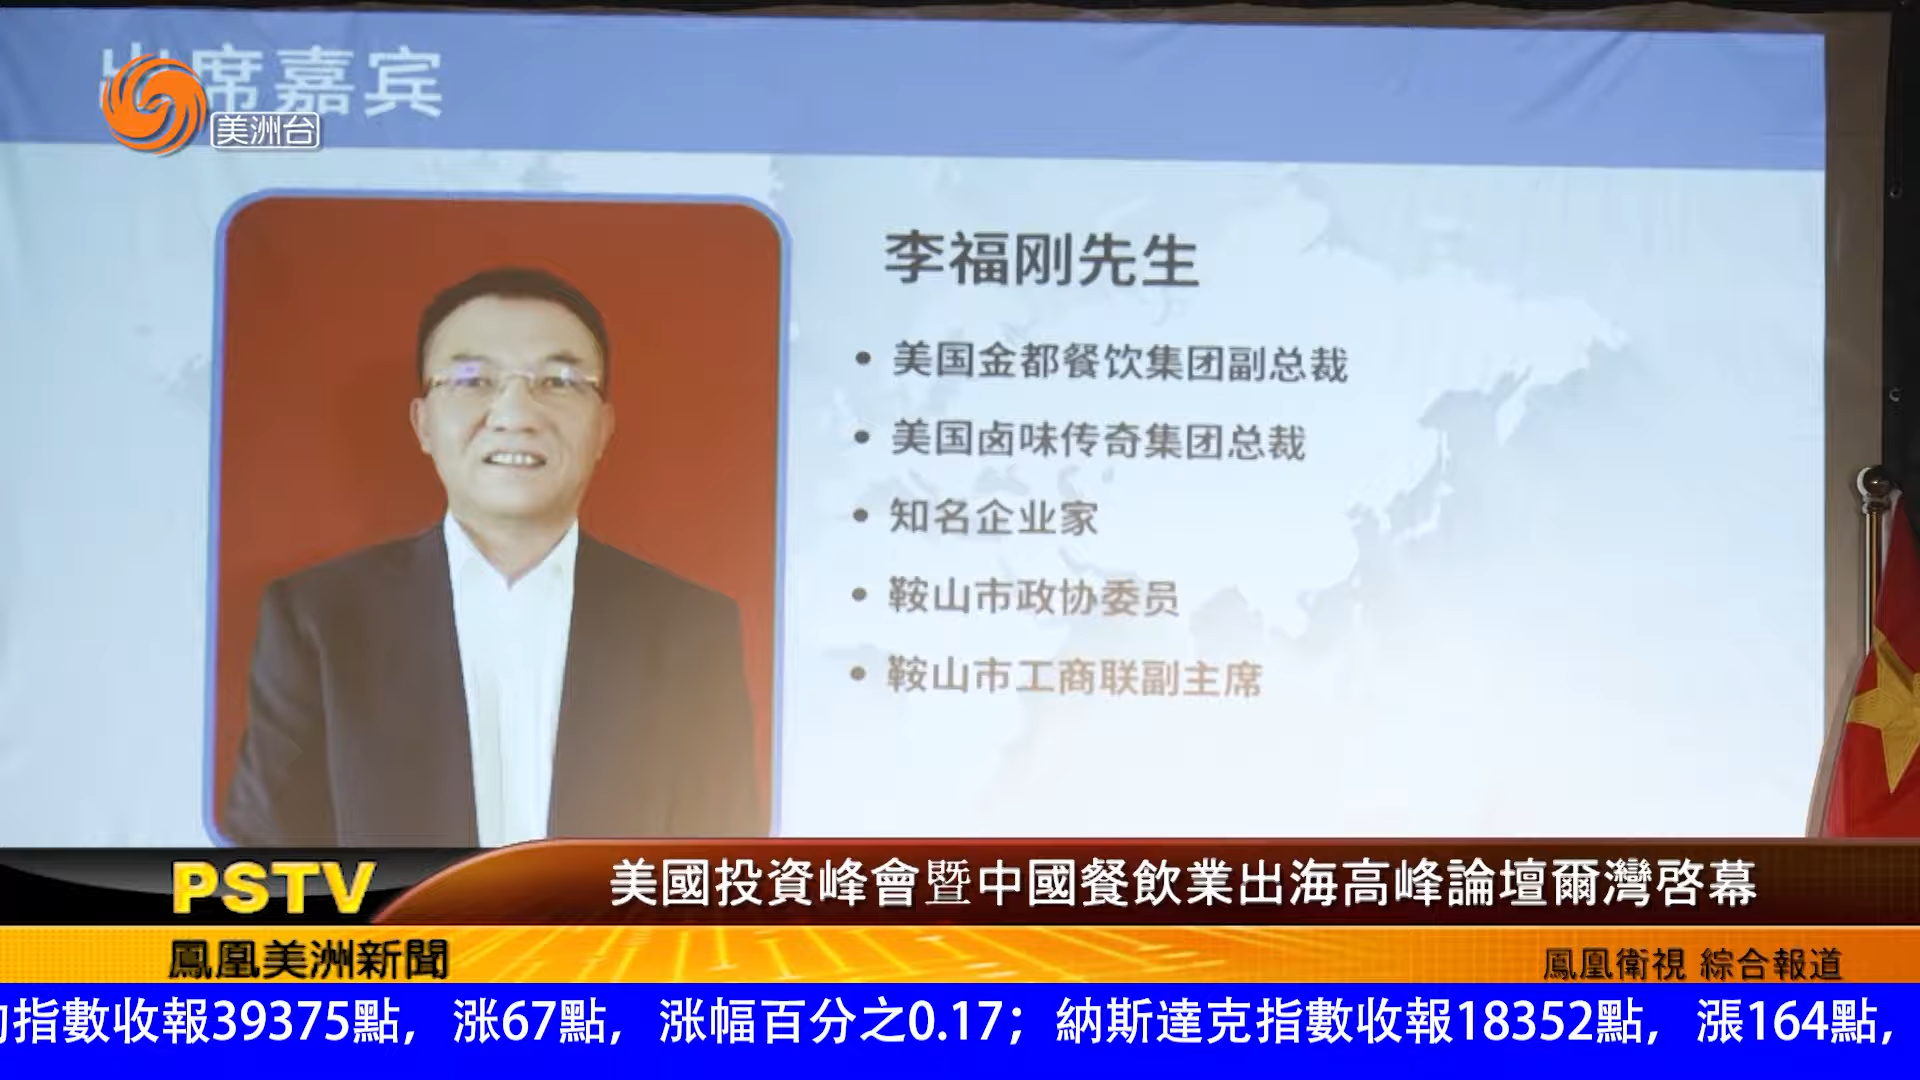 出席嘉宾
美洲台
李福刚先生
• 美国金都餐饮集团副总裁
• 美国卤味传奇集团总裁
• 知名企业家
• 鞍山市政协委员
• 鞍山市工商联副主席
PSTV
美國投資峰會暨中國餐飲業出海高峰論壇爾灣啓幕
鳳凰美洲新聞
鳳凰衛視 綜合報道
指數收報39375點，涨67點，涨幅百分之0.17；納斯達克指數收報18352點，漲164點，